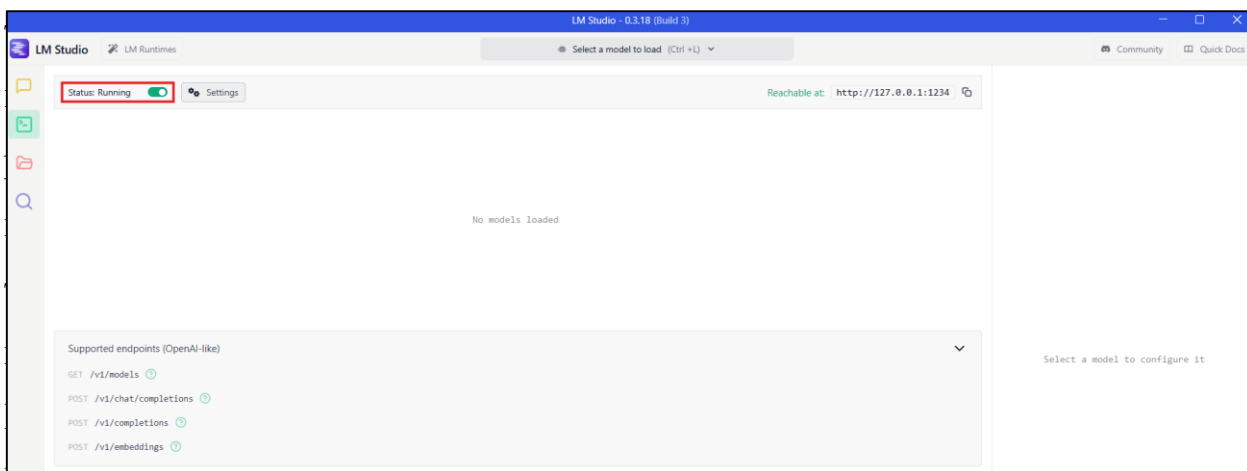 LM Studio - 0.3.18 (Build 3)
LM Studio LM Runtimes Select a model to load (Ctrl +L) Community Quick Docs
Status: Running Settings Reachable at: http://127.0.0.1:1234
No models loaded
Supported endpoints (OpenAI-like)
Select a model to configure it
GET /v1/models
POST /v1/chat/completions
POST /v1/completions
POST /v1/embeddings